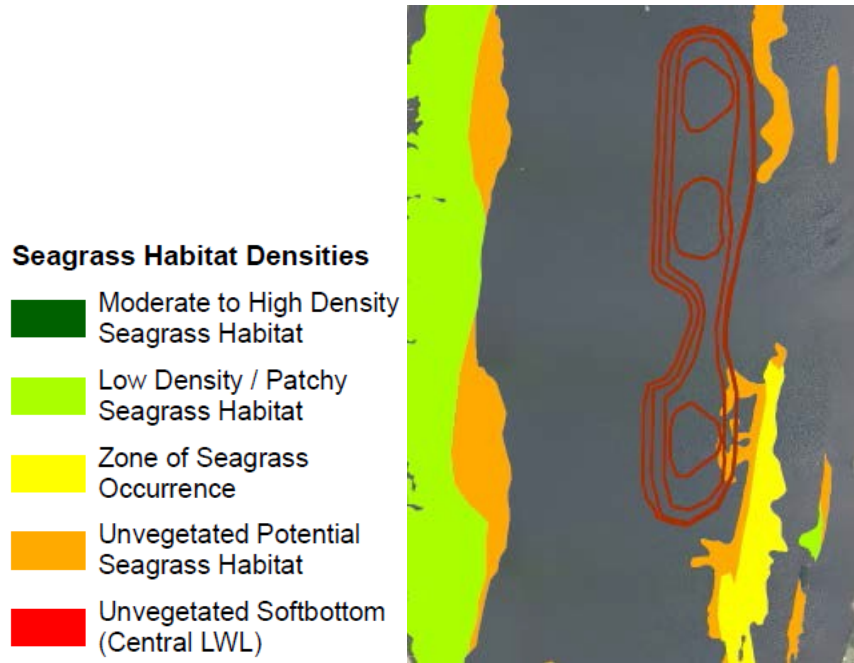 Seagrass Habitat Densities
Moderate to High Density
Seagrass Habitat
Low Density / Patchy
Seagrass Habitat
Zone of Seagrass
Occurrence
Unvegetated Potential
Seagrass Habitat
Unvegetated Softbottom
(Central LWL)